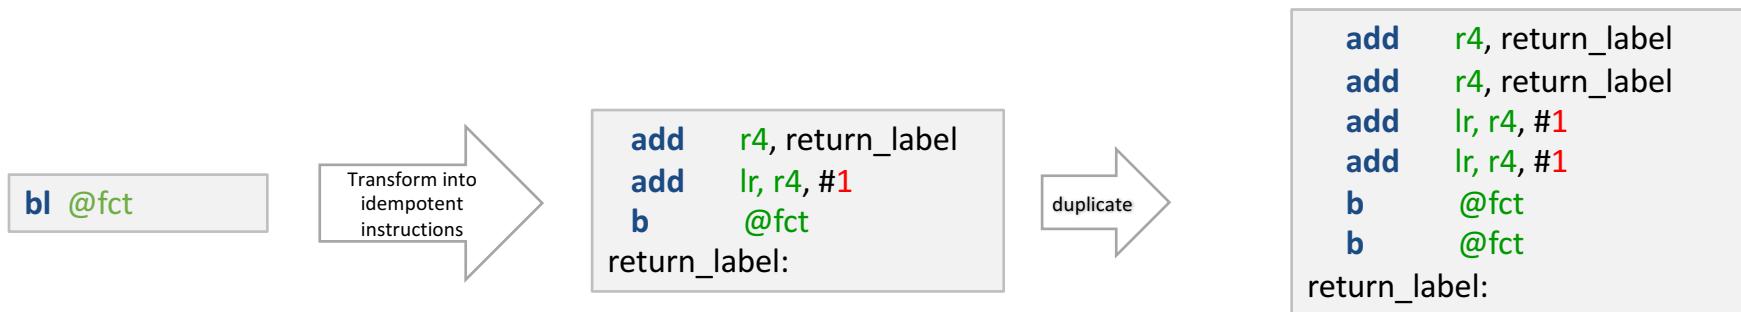 bl @fct
Transform into
idempotent
instructions
add r4, return_label
add lr, r4, #1
b @fct
return_label:
duplicate
add r4, return_label
add r4, return_label
add lr, r4, #1
add lr, r4, #1
b @fct
b @fct
return_label: